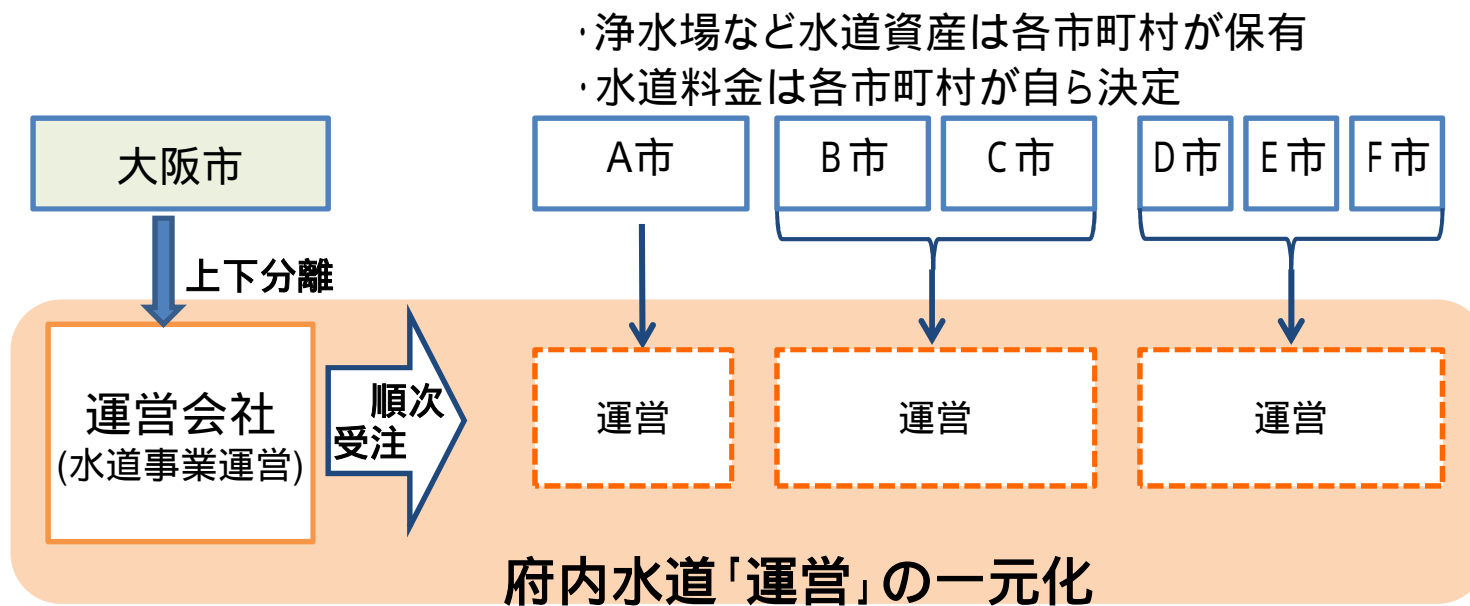 ・浄水場など水道資産は各市町村が保有
・水道料金は各市町村が自ら決定
大阪市
A市
B市
C市
D市
E市
F市
上下分離
運営会社
(水道事業運営)
順次
受注
運営
運営
運営
府内水道「運営」の一元化